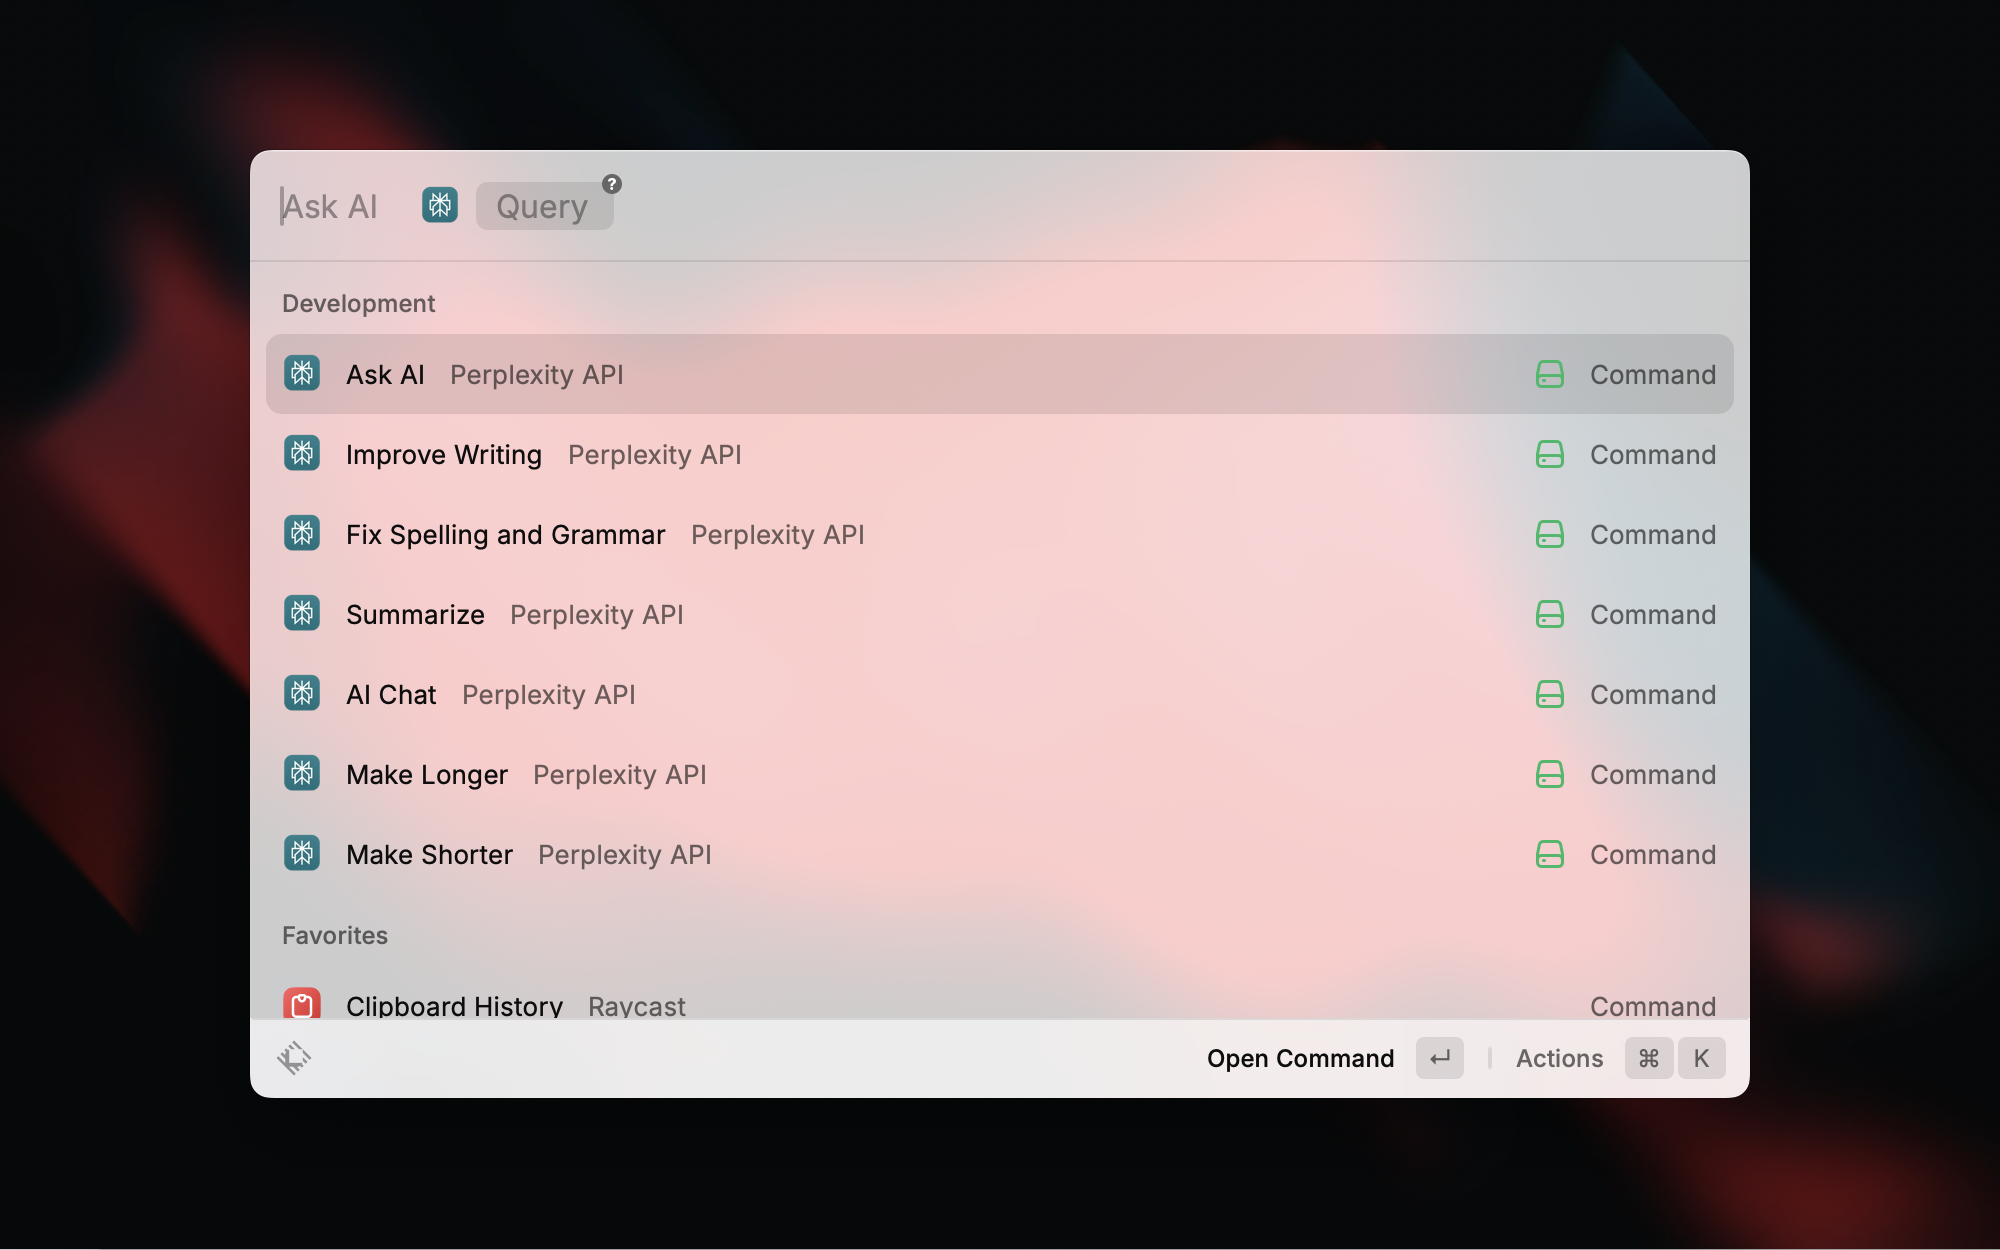 Ask AI Query ?
Development
Ask AI Perplexity API Command
Improve Writing Perplexity API Command
Fix Spelling and Grammar Perplexity API Command
Summarize Perplexity API Command
AI Chat Perplexity API Command
Make Longer Perplexity API Command
Make Shorter Perplexity API Command
Favorites
Clipboard History Raycast Command
Open Command ↵ Actions ⌘ K